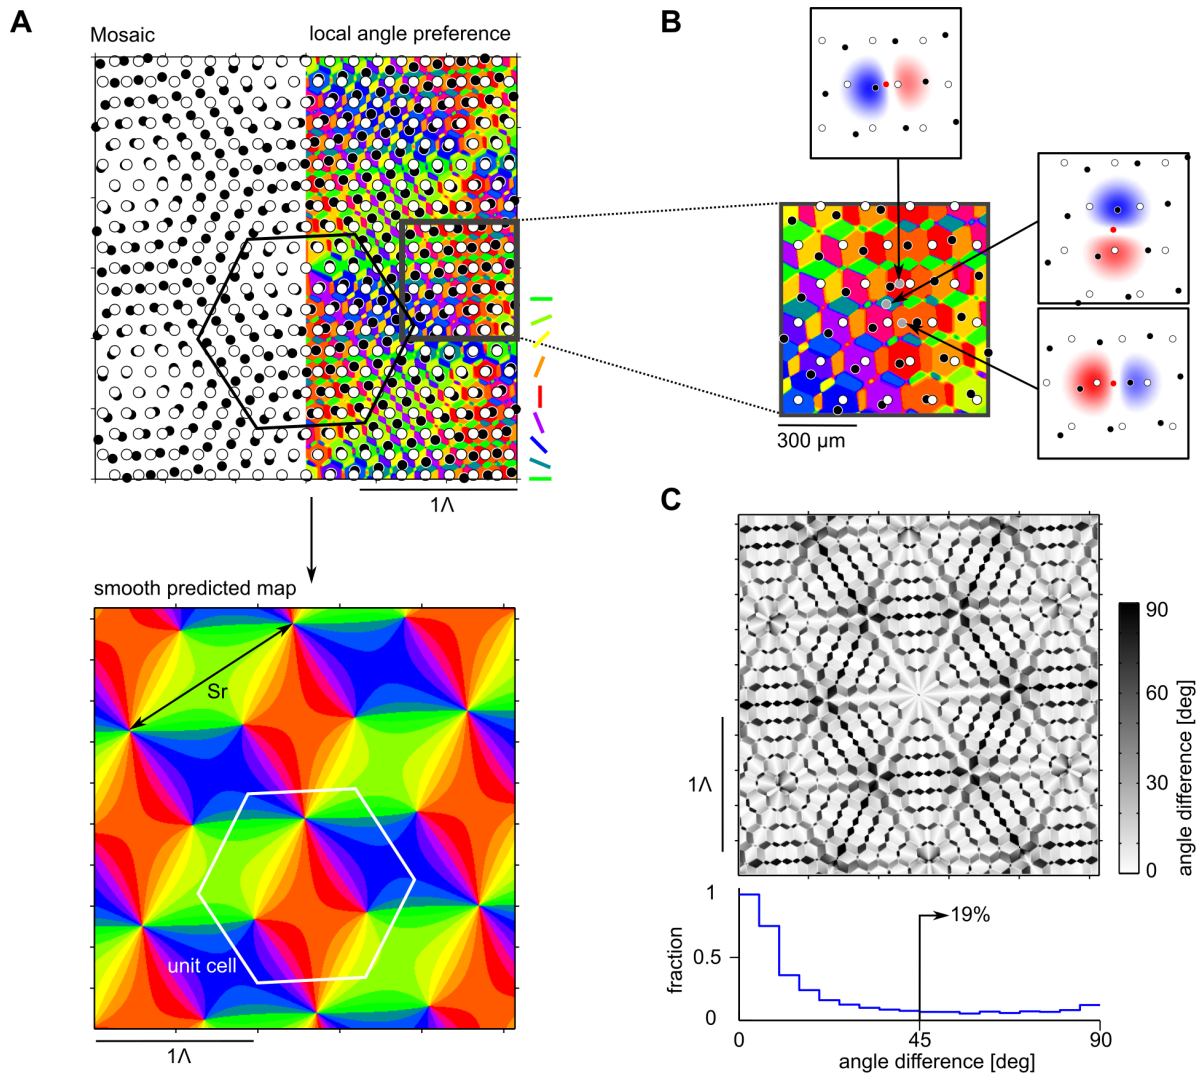 A
Mosaic
local angle preference
1Λ
smooth predicted map
Sr
unit cell
1Λ
B
300 µm
C
1Λ
90
60
30
0
angle difference [deg]
1
0.5
0
fraction
19%
0
45
90
angle difference [deg]